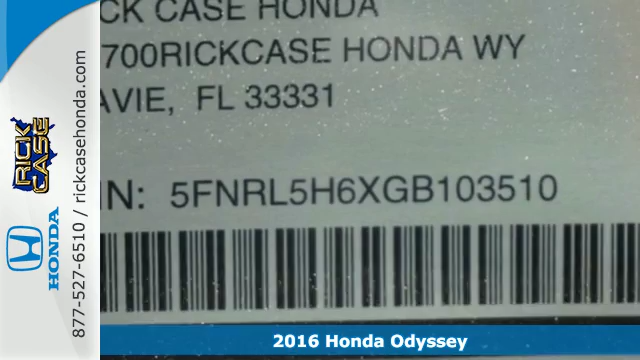 CK CASE HONDA
700RICKCASE HONDA WY
AVIE, FL 33331
IN: 5FNRL5H6XGB103510
RICK CASE
HONDA
877-527-6510 / rickcasehonda.com
2016 Honda Odyssey